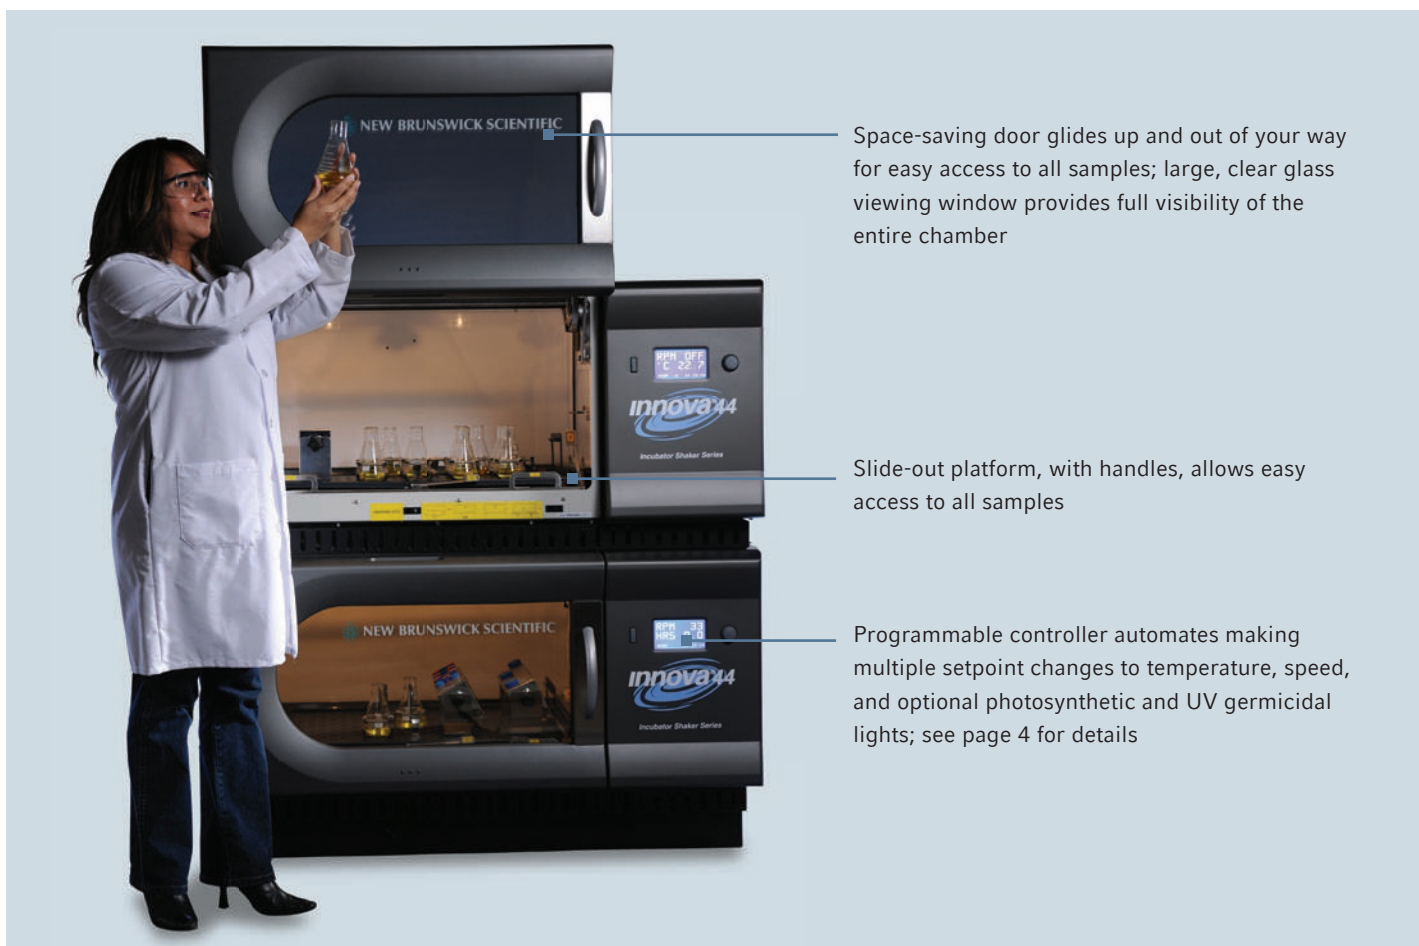 NEW BRUNSWICK SCIENTIFIC
Space-saving door glides up and out of your way
for easy access to all samples; large, clear glass
viewing window provides full visibility of the
entire chamber
RPM OFF
°C 22.7
innova 44
Incubator Shaker Series
Slide-out platform, with handles, allows easy
access to all samples
NEW BRUNSWICK SCIENTIFIC
RPM 33
HRS
innova 44
Incubator Shaker Series
Programmable controller automates making
multiple setpoint changes to temperature, speed,
and optional photosynthetic and UV germicidal
lights; see page 4 for details